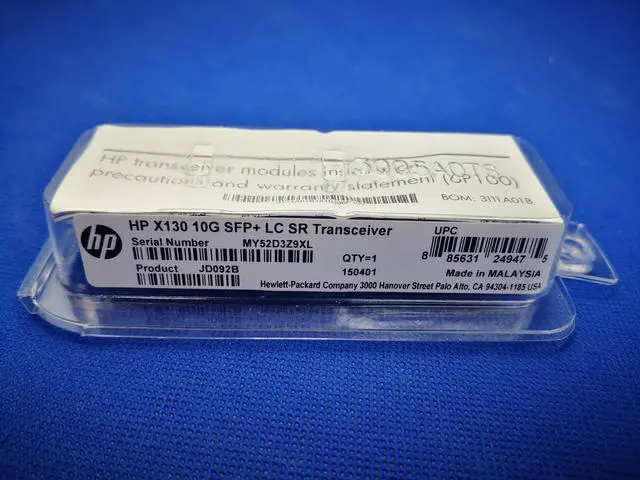 HP transceiver modules
precautions and warranty statement (GP100)
BOM: 3111A01B
hp
HP X130 10G SFP+ LC SR Transceiver
UPC
Serial Number MY52D3Z9XL
QTY=1
8 85631 24947 5
Product JD092B
150401
Made in MALAYSIA
Hewlett-Packard Company 3000 Hanover Street Palo Alto, CA 94304-1185 USA